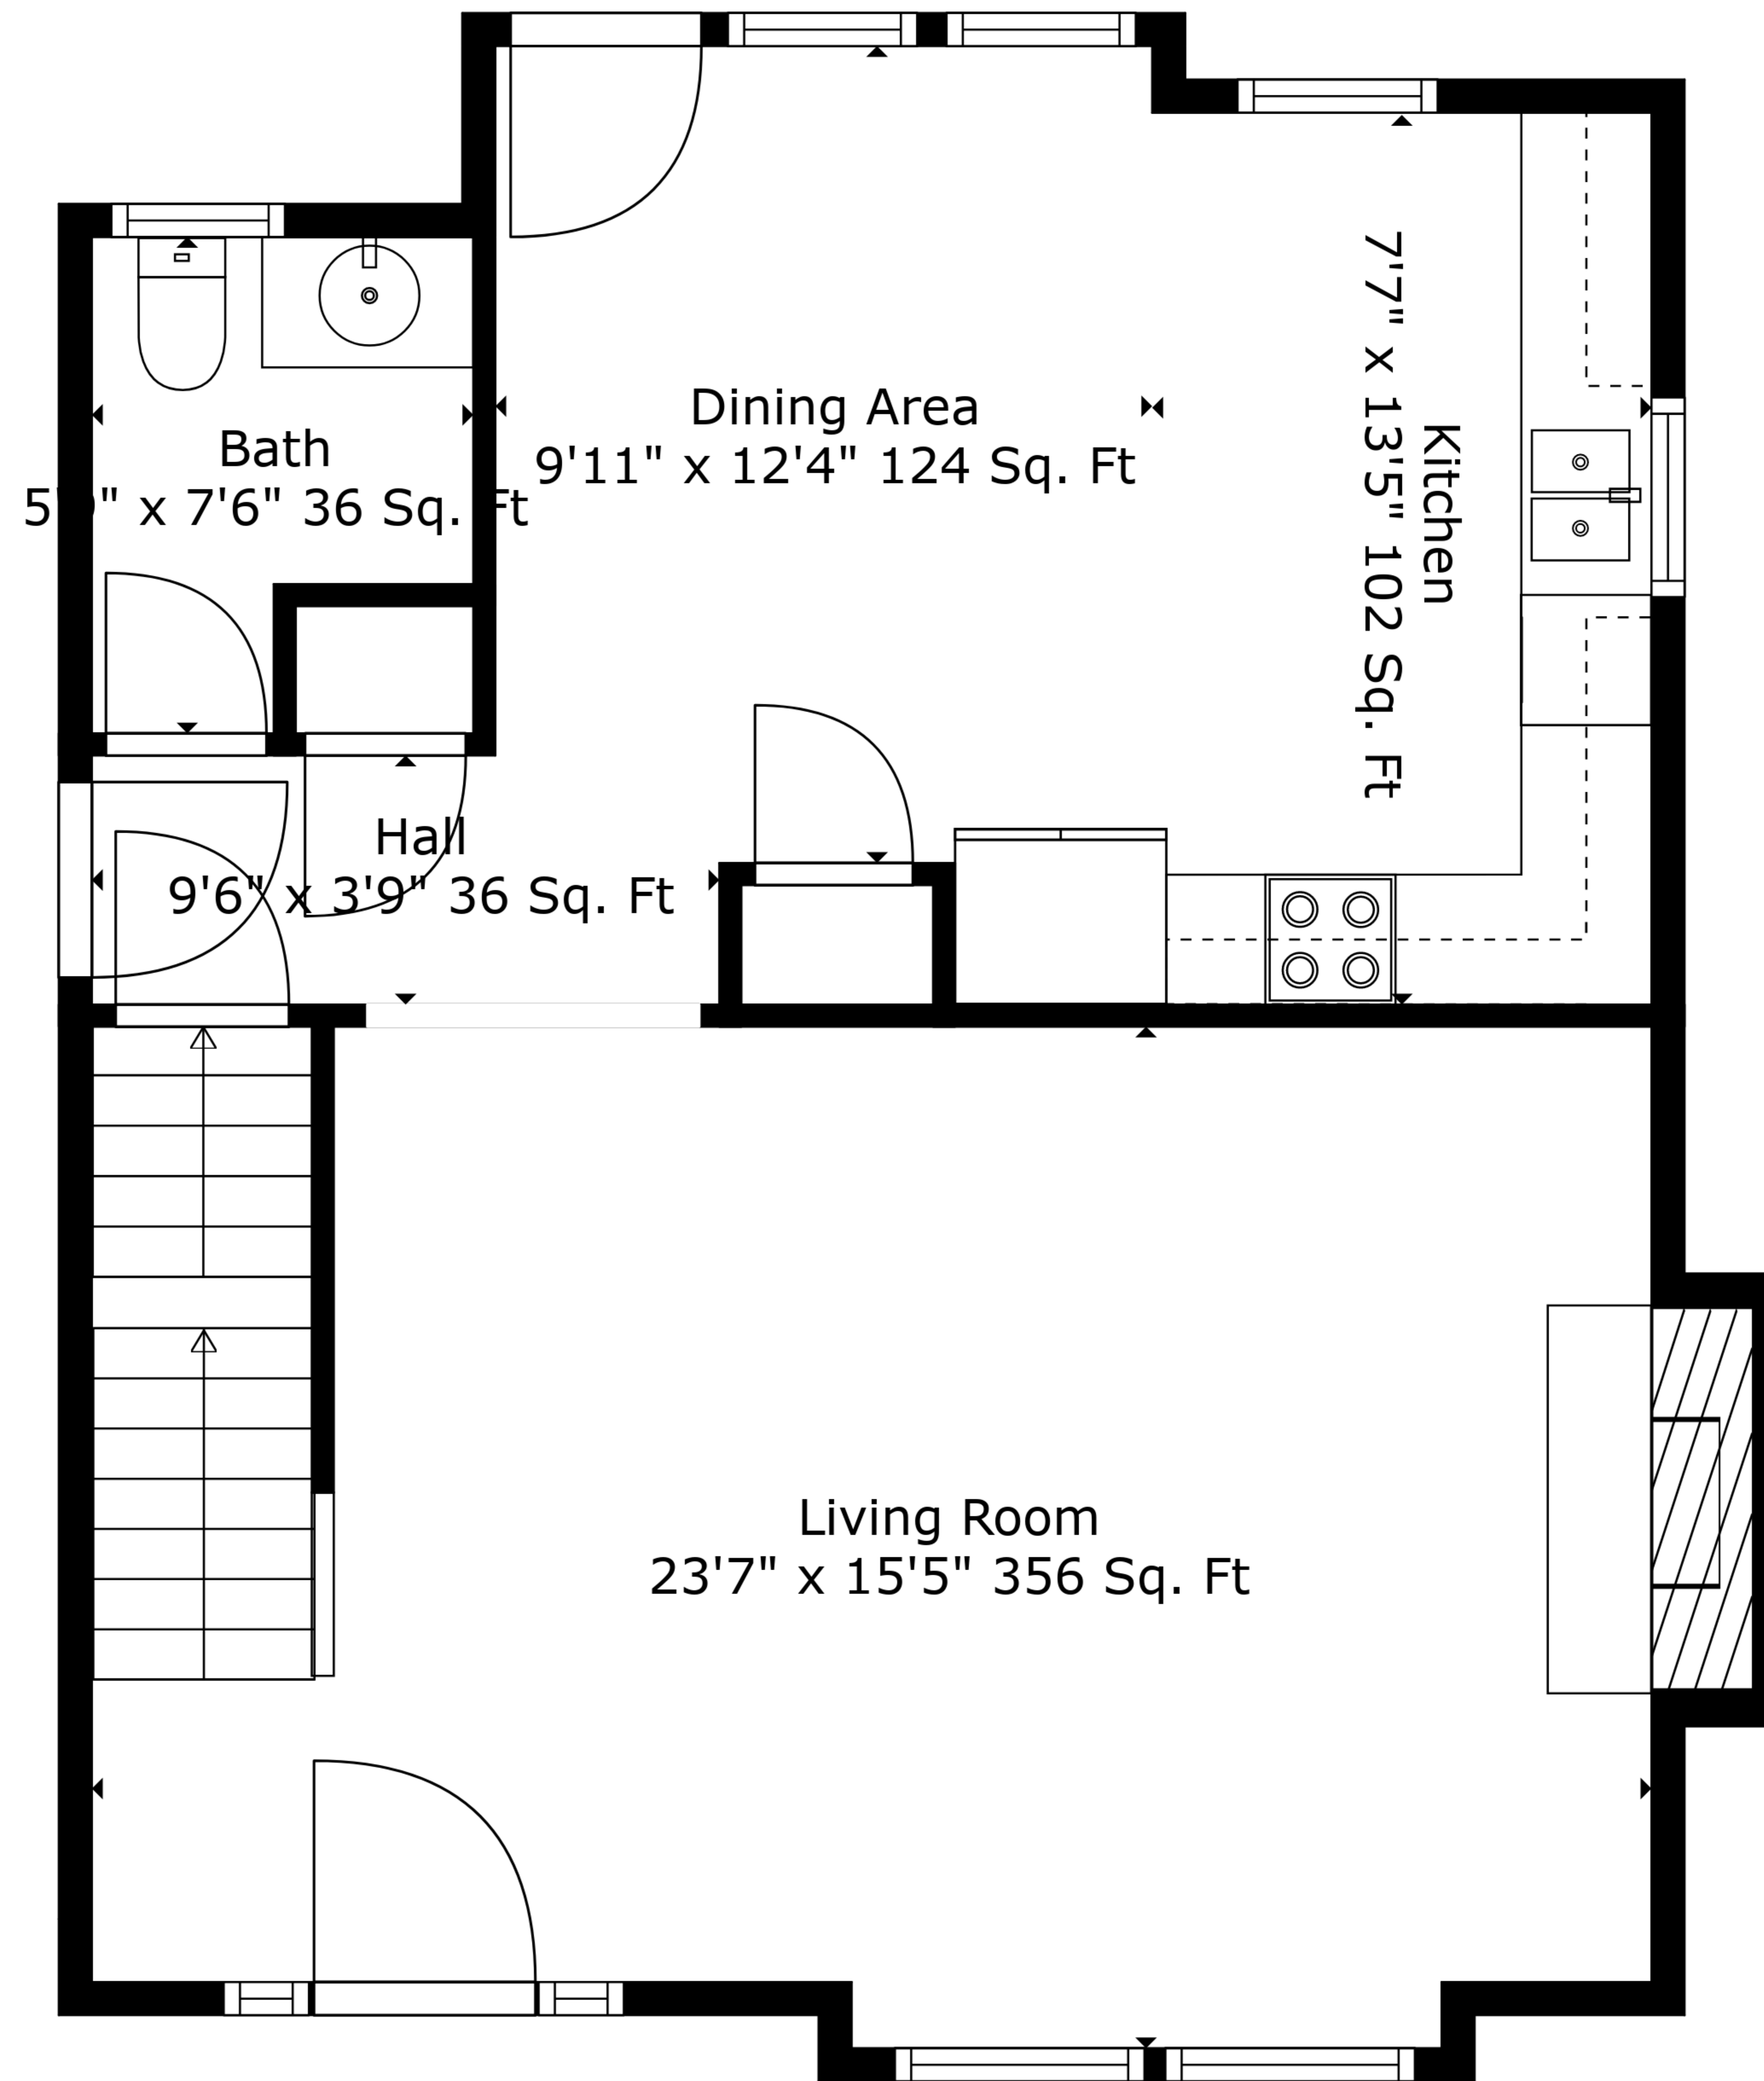 Dining Area
9'11" x 12'4" 124 Sq. Ft
Kitchen
7'7" x 13'5" 102 Sq. Ft
Bath
x 7'6" 36 Sq. Ft
Hall
9'6" x 3'9" 36 Sq. Ft
Living Room
23'7" x 15'5" 356 Sq. Ft